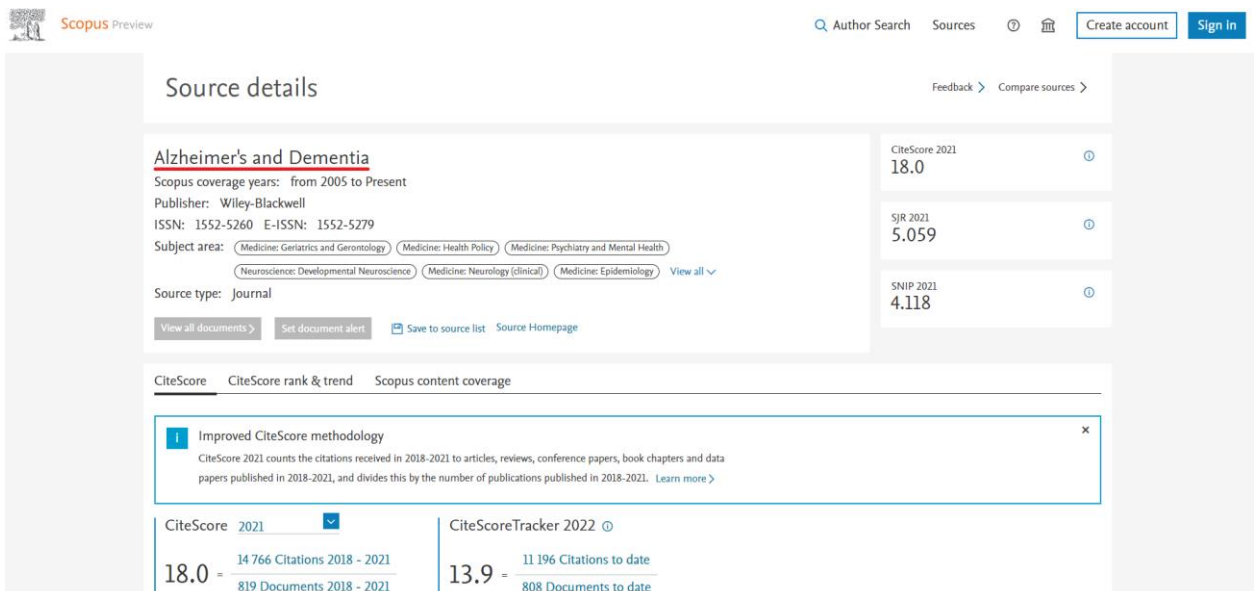 Scopus Preview
Author Search Sources Create account Sign in
Source details
Feedback Compare sources
Alzheimer's and Dementia
Scopus coverage years: from 2005 to Present
Publisher: Wiley-Blackwell
ISSN: 1552-5260 E-ISSN: 1552-5279
Subject area: Medicine: Geriatrics and Gerontology Medicine: Health Policy Medicine: Psychiatry and Mental Health
Neuroscience: Developmental Neuroscience Medicine: Neurology (clinical) Medicine: Epidemiology View all
Source type: Journal
View all documents Set document alert Save to source list Source Homepage
CiteScore 2021
18.0
SJR 2021
5.059
SNIP 2021
4.118
CiteScore CiteScore rank & trend Scopus content coverage
i Improved CiteScore methodology
CiteScore 2021 counts the citations received in 2018-2021 to articles, reviews, conference papers, book chapters and data
papers published in 2018-2021, and divides this by the number of publications published in 2018-2021. Learn more
CiteScore 2021
18.0 =
14 766 Citations 2018 - 2021
819 Documents 2018 - 2021
CiteScoreTracker 2022
13.9 =
11 196 Citations to date
808 Documents to date